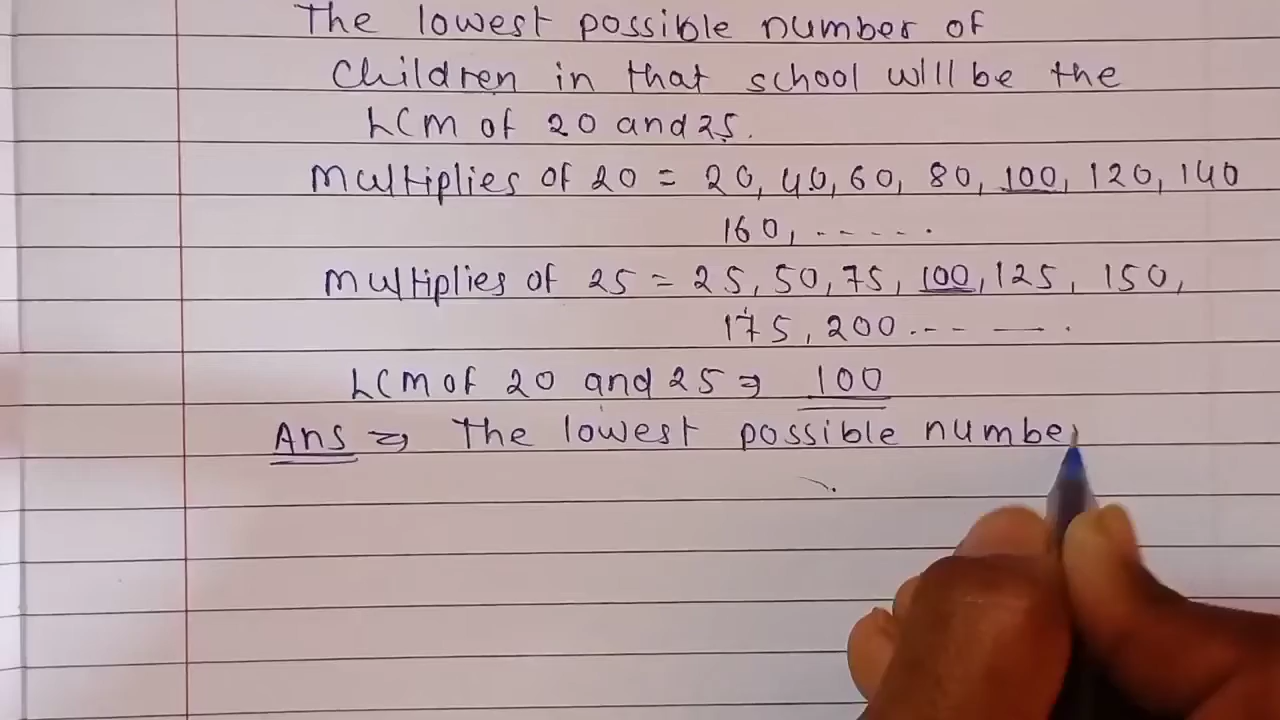 The lowest possible number of
Children in that school will be the
LCM of 20 and 25.
Multiplies of 20 = 20, 40, 60, 80, 100, 120, 140
160, -----.
Multiplies of 25 = 25, 50, 75, 100, 125, 150,
175, 200 .-- —.
LCM of 20 and 25 ⇒ 100
Ans ⇒ The lowest possible number